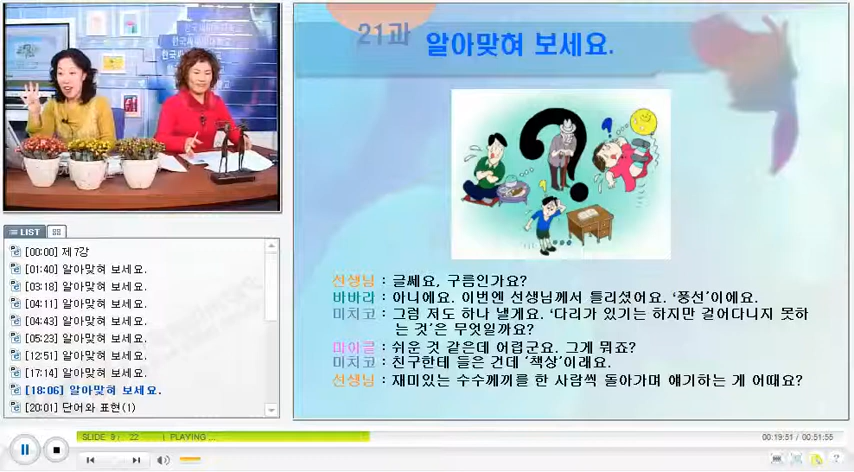 21과 알아맞혀 보세요.
선생님 : 글쎄요, 구름인가요?
바바라 : 아니에요. 이번엔 선생님께서 틀리셨어요. ‘풍선’이에요.
미치코 : 그럼 저도 하나 낼게요. ‘다리가 있기는 하지만 걸어다니지 못하
는 것’은 무엇일까요?
마이클 : 쉬운 것 같은데 어렵군요. 그게 뭐죠?
미치코 : 친구한테 들은 건데 ‘책상’이래요.
선생님 : 재미있는 수수께끼를 한 사람씩 돌아가며 얘기하는 게 어때요?
LIST
[00:00] 제7강
[01:40] 알아맞혀 보세요.
[03:18] 알아맞혀 보세요.
[04:11] 알아맞혀 보세요.
[04:43] 알아맞혀 보세요.
[05:23] 알아맞혀 보세요.
[12:51] 알아맞혀 보세요.
[17:14] 알아맞혀 보세요.
[18:06] 알아맞혀 보세요.
[20:01] 단어와 표현(1)
SLIDE 9 / 22 | PLAYING ...
00:19:51 / 00:51:55